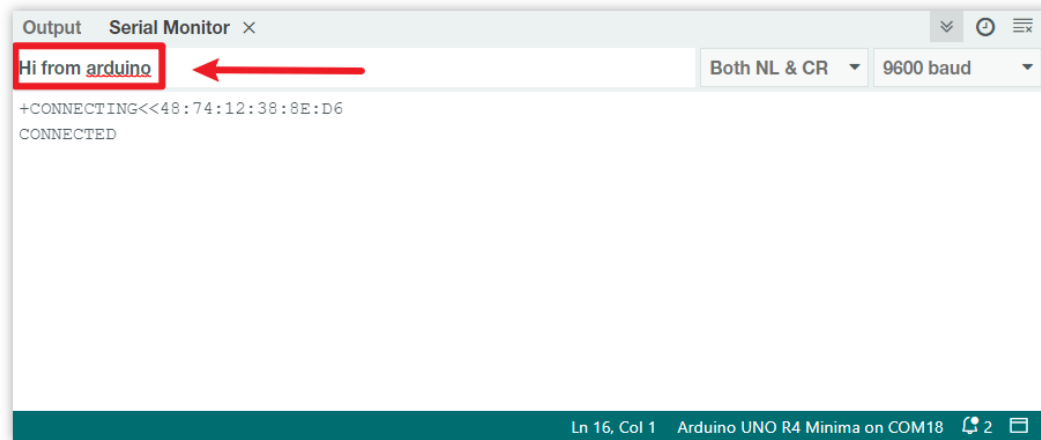 Output Serial Monitor ×
Hi from arduino Both NL & CR 9600 baud
+CONNECTING<<48:74:12:38:8E:D6
CONNECTED
Ln 16, Col 1 Arduino UNO R4 Minima on COM18 2